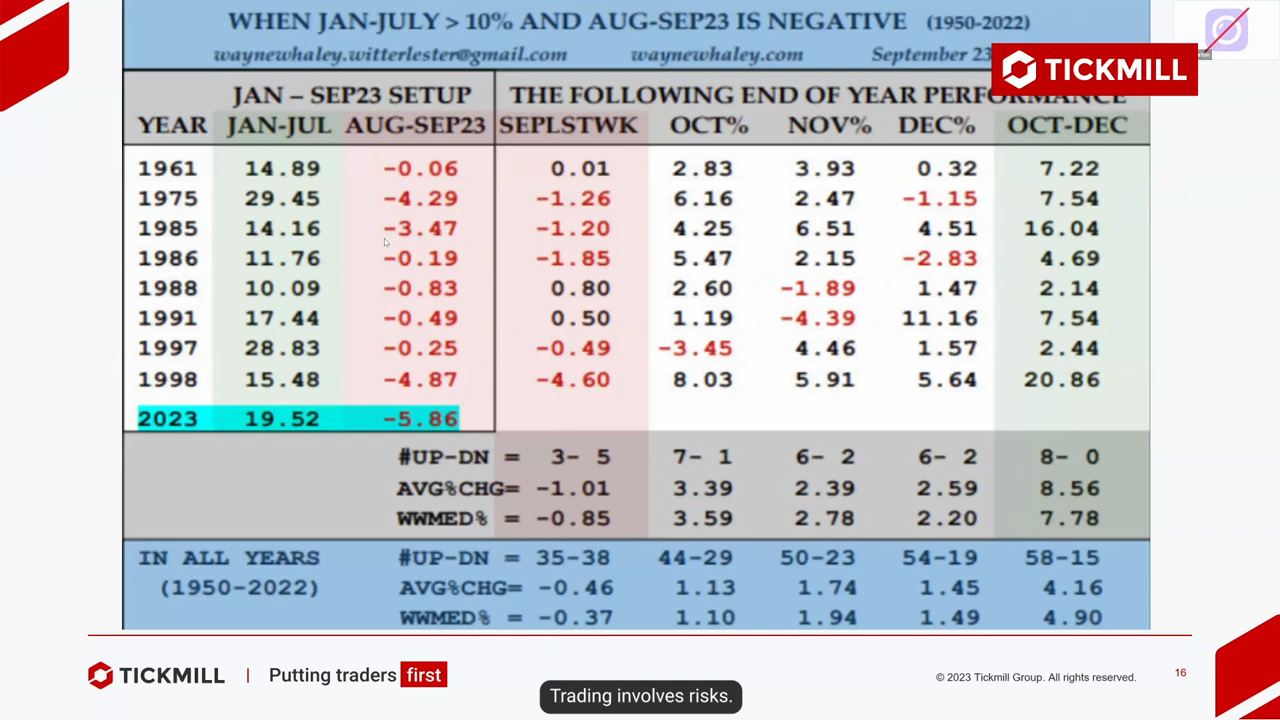 WHEN JAN-JULY > 10% AND AUG-SEP23 IS NEGATIVE (1950-2022)
waynewhaley.witterlester@gmail.com waynewhaley.com September 23
TICKMILL
JAN – SEP23 SETUP THE FOLLOWING END OF YEAR PERFORMANCE
YEAR JAN-JUL AUG-SEP23 SEPLSTWK OCT% NOV% DEC% OCT-DEC
1961 14.89 -0.06 0.01 2.83 3.93 0.32 7.22
1975 29.45 -4.29 -1.26 6.16 2.47 -1.15 7.54
1985 14.16 -3.47 -1.20 4.25 6.51 4.51 16.04
1986 11.76 -0.19 -1.85 5.47 2.15 -2.83 4.69
1988 10.09 -0.83 0.80 2.60 -1.89 1.47 2.14
1991 17.44 -0.49 0.50 1.19 -4.39 11.16 7.54
1997 28.83 -0.25 -0.49 -3.45 4.46 1.57 2.44
1998 15.48 -4.87 -4.60 8.03 5.91 5.64 20.86
2023 19.52 -5.86
#UP-DN = 3- 5 7- 1 6- 2 6- 2 8- 0
AVG%CHG= -1.01 3.39 2.39 2.59 8.56
WWMED% = -0.85 3.59 2.78 2.20 7.78
IN ALL YEARS #UP-DN = 35-38 44-29 50-23 54-19 58-15
(1950-2022) AVG%CHG= -0.46 1.13 1.74 1.45 4.16
WWMED% = -0.37 1.10 1.94 1.49 4.90
TICKMILL | Putting traders first
© 2023 Tickmill Group. All rights reserved. 16
Trading involves risks.